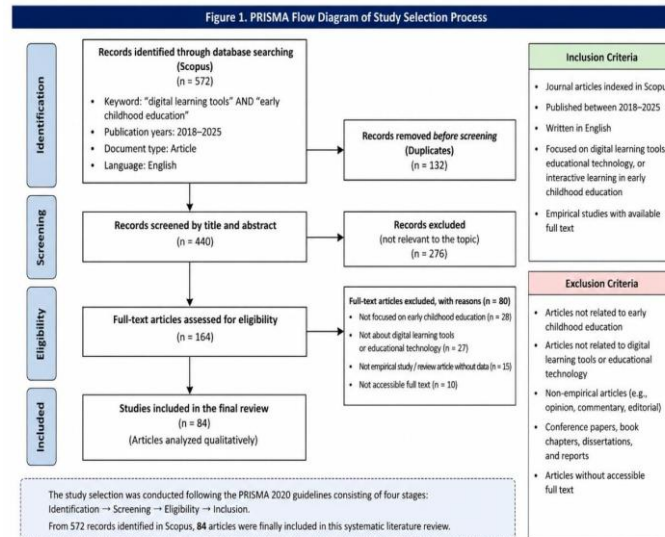 Figure 1. PRISMA Flow Diagram of Study Selection Process
Identification
Records identified through database searching
(Scopus)
(n = 572)
• Keyword: "digital learning tools" AND "early
childhood education"
• Publication years: 2018–2025
• Document type: Article
• Language: English
Records removed before screening
(Duplicates)
(n = 132)
Screening
Records screened by title and abstract
(n = 440)
Records excluded
(not relevant to the topic)
(n = 276)
Eligibility
Full-text articles assessed for eligibility
(n = 164)
Full-text articles excluded, with reasons (n = 80)
• Not focused on early childhood education (n = 28)
• Not about digital learning tools
or educational technology (n = 27)
• Not empirical study / review article without data (n = 15)
• Not accessible full text (n = 10)
Included
Studies included in the final review
(n = 84)
(Articles analyzed qualitatively)
The study selection was conducted following the PRISMA 2020 guidelines consisting of four stages:
Identification → Screening → Eligibility → Inclusion.
From 572 records identified in Scopus, 84 articles were finally included in this systematic literature review.
Inclusion Criteria
• Journal articles indexed in Scopu
• Published between 2018–2025
• Written in English
• Focused on digital learning tools
educational technology, or
interactive learning in early
childhood education
• Empirical studies with available
full text
Exclusion Criteria
• Articles not related to early
childhood education
• Articles not related to digital
learning tools or educational
technology
• Non-empirical articles (e.g.,
opinion, commentary, editorial)
• Conference papers, book
chapters, dissertations,
and reports
• Articles without accessible
full text